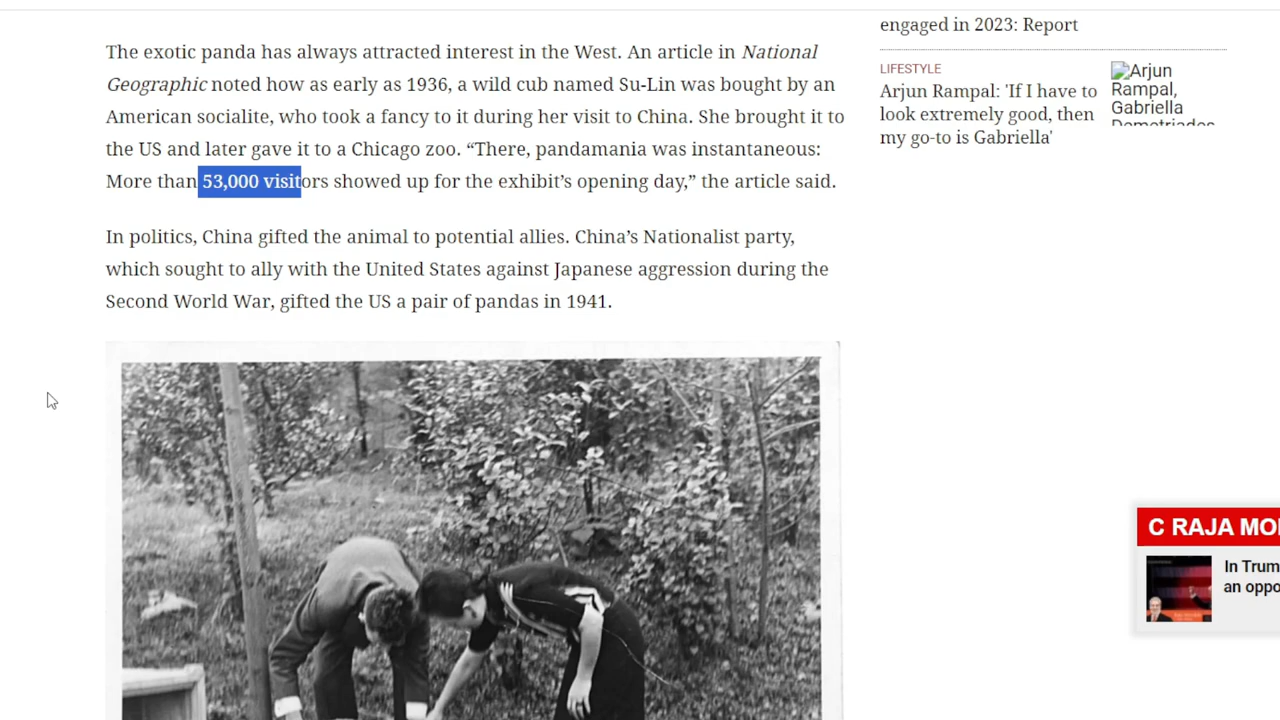 The exotic panda has always attracted interest in the West. An article in National
Geographic noted how as early as 1936, a wild cub named Su-Lin was bought by an
American socialite, who took a fancy to it during her visit to China. She brought it to
the US and later gave it to a Chicago zoo. “There, pandamania was instantaneous:
More than 53,000 visitors showed up for the exhibit’s opening day,” the article said.
In politics, China gifted the animal to potential allies. China’s Nationalist party,
which sought to ally with the United States against Japanese aggression during the
Second World War, gifted the US a pair of pandas in 1941.
engaged in 2023: Report
LIFESTYLE
Arjun Rampal: 'If I have to
look extremely good, then
my go-to is Gabriella'
Arjun
Rampal,
Gabriella
Demetriades
C RAJA MO
In Trum
an oppo